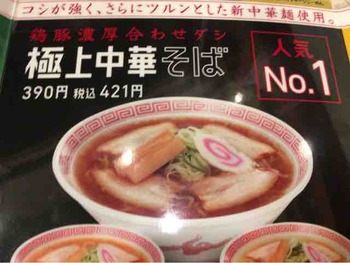 コシが強く、さらにツルンとした新中華麺使用。
鶏豚濃厚合わせダシ
極上中華そば
390円 税込 421円
人気
No.1